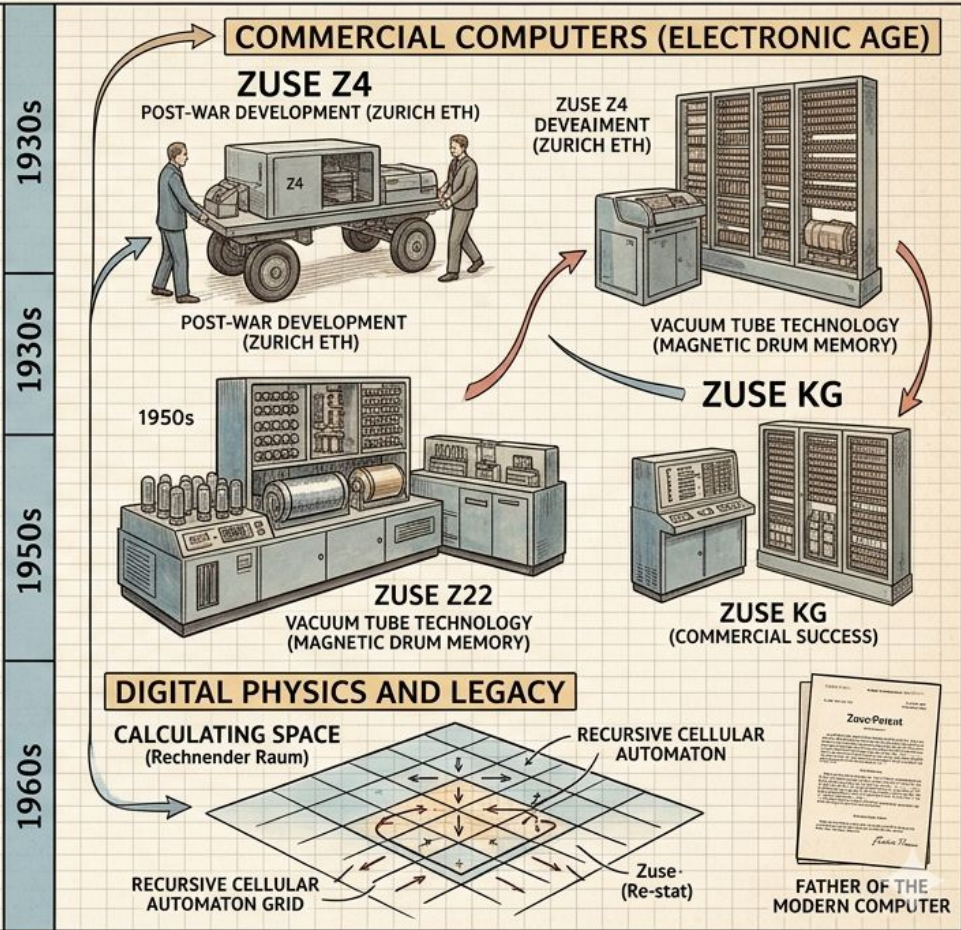 COMMERCIAL COMPUTERS (ELECTRONIC AGE)
1930s
ZUSE Z4
POST-WAR DEVELOPMENT (ZURICH ETH)
Z4
POST-WAR DEVELOPMENT
(ZURICH ETH)
ZUSE Z4
DEVEAIMENT
(ZURICH ETH)
VACUUM TUBE TECHNOLOGY
(MAGNETIC DRUM MEMORY)
1930s
ZUSE KG
1950s
1950s
ZUSE Z22
VACUUM TUBE TECHNOLOGY
(MAGNETIC DRUM MEMORY)
ZUSE KG
(COMMERCIAL SUCCESS)
1960s
DIGITAL PHYSICS AND LEGACY
CALCULATING SPACE
(Rechnender Raum)
RECURSIVE CELLULAR
AUTOMATON
RECURSIVE CELLULAR
AUTOMATON GRID
Zuse·
(Re-stat)
Zave-Perent
FATHER OF THE
MODERN COMPUTER